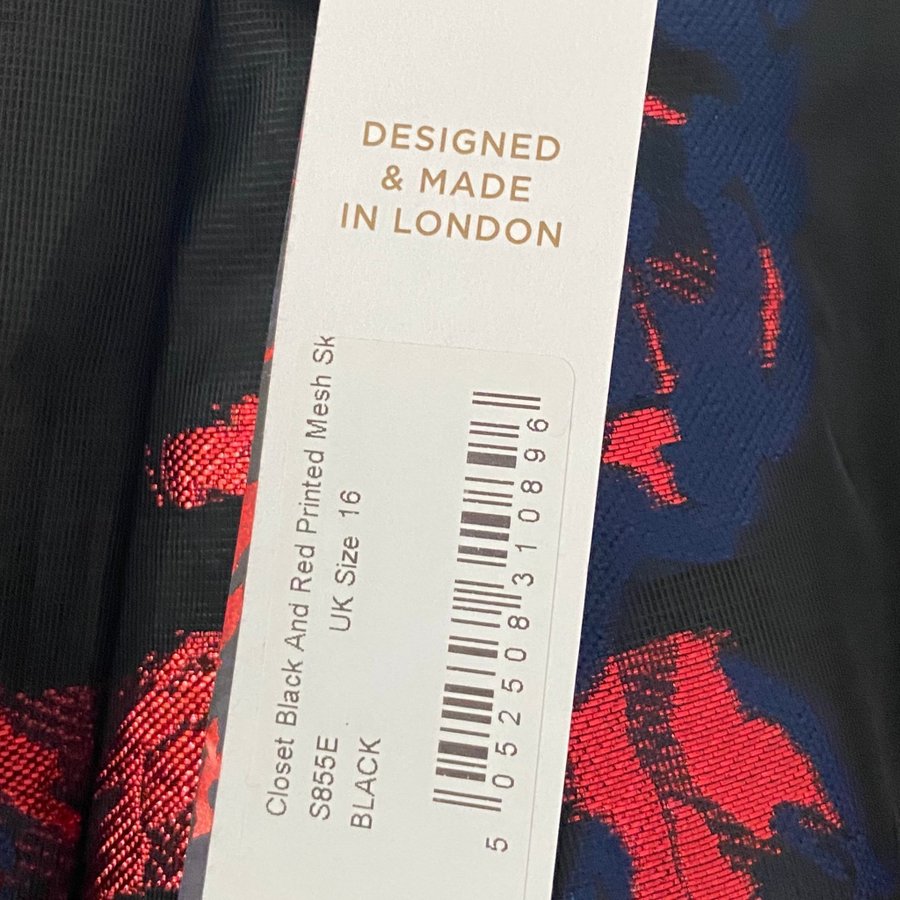 DESIGNED
& MADE
IN LONDON
Closet Black And Red Printed Mesh Sk
S855E
UK Size 16
BLACK
5 052508 310896